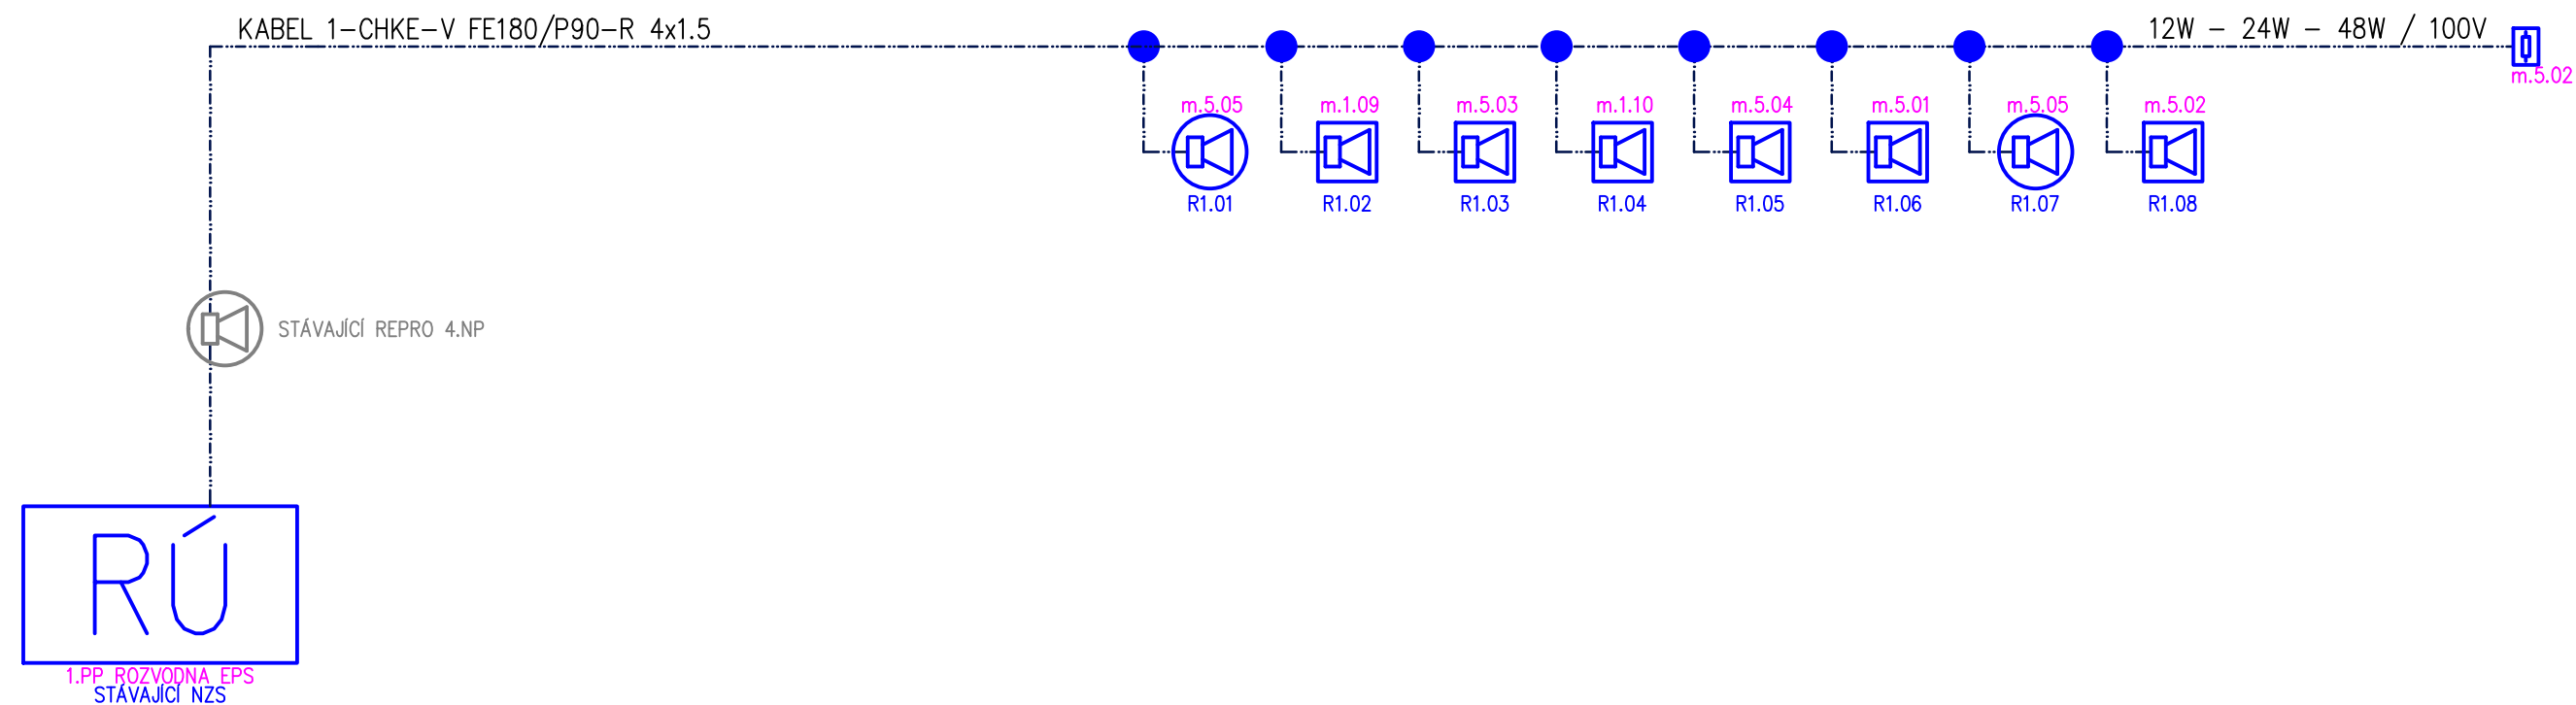 KABEL 1-CHKE-V FE180/P90-R 4x1.5
12W - 24W - 48W / 100V
m.5.02
m.5.05
m.1.09
m.5.03
m.1.10
m.5.04
m.5.01
m.5.05
m.5.02
R1.01
R1.02
R1.03
R1.04
R1.05
R1.06
R1.07
R1.08
STÁVAJÍCÍ REPRO 4.NP
RÚ
1.PP ROZVODNA EPS
STÁVAJÍCÍ NZS